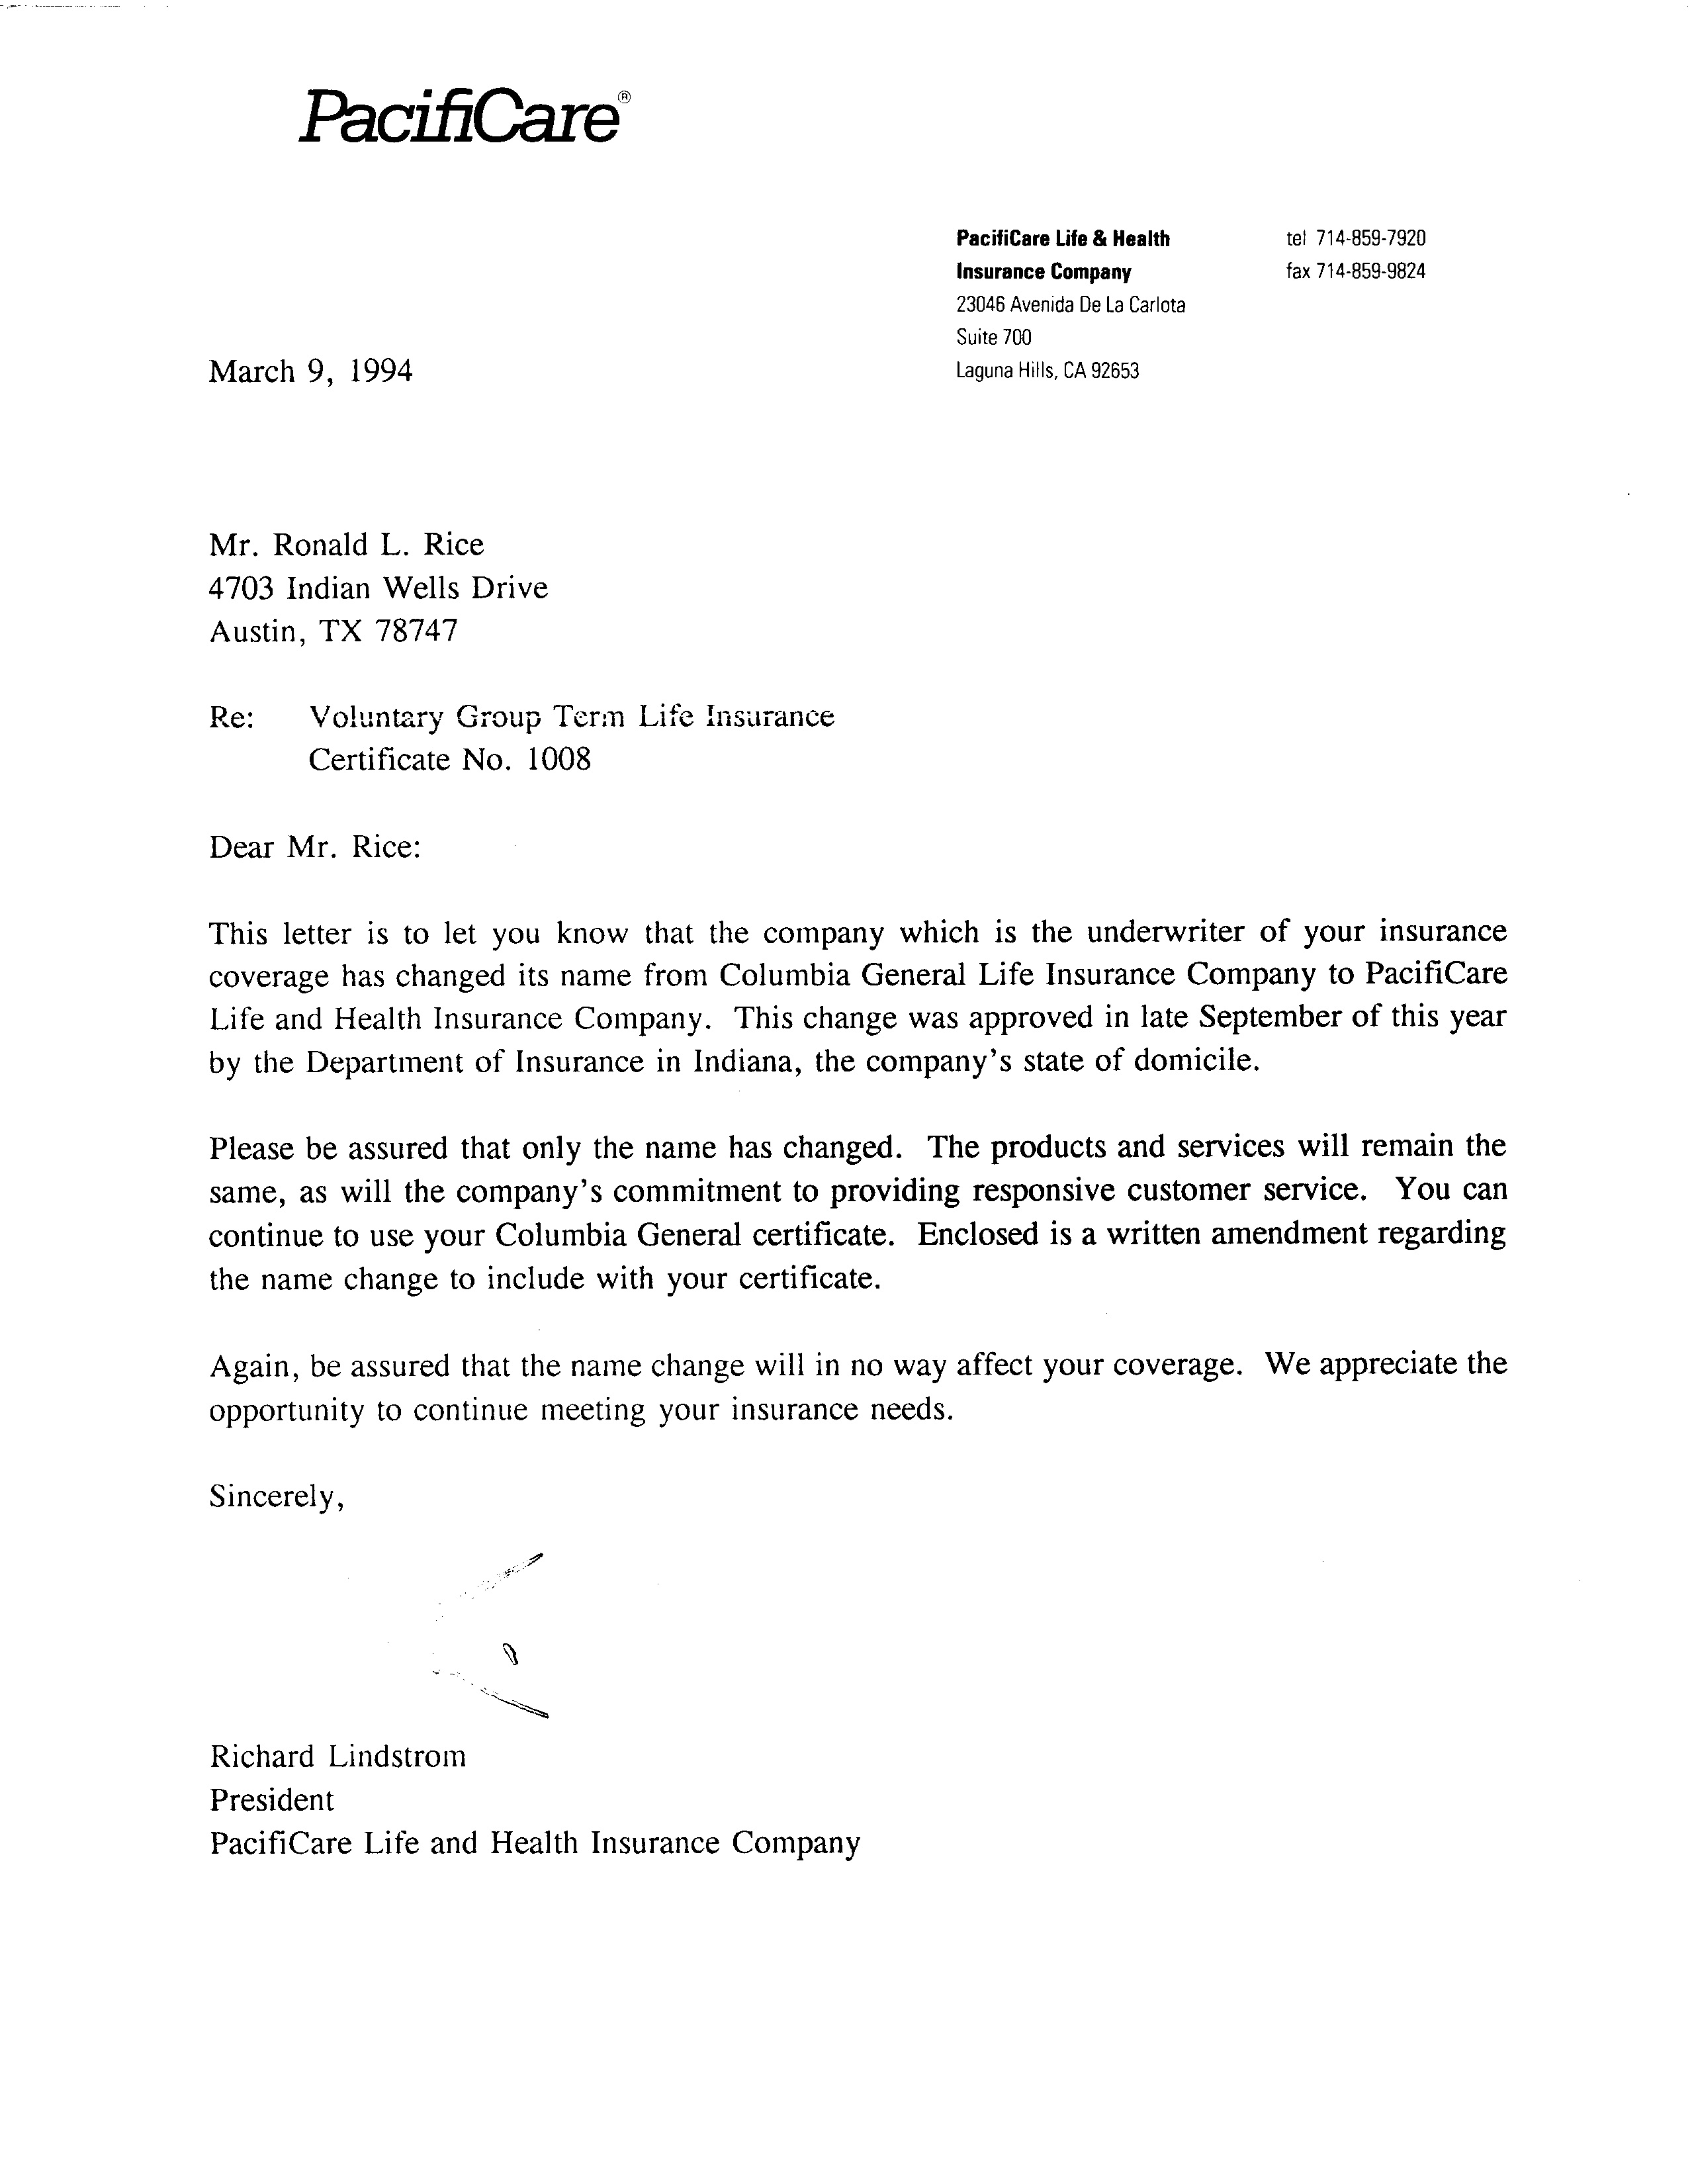 PacifiCare®
PacifiCare Life & Health
Insurance Company
23046 Avenida De La Carlota
Suite 700
Laguna Hills, CA 92653
tel 714-859-7920
fax 714-859-9824
March 9, 1994
Mr. Ronald L. Rice
4703 Indian Wells Drive
Austin, TX 78747
Re: Voluntary Group Term Life Insurance
Certificate No. 1008
Dear Mr. Rice:
This letter is to let you know that the company which is the underwriter of your insurance
coverage has changed its name from Columbia General Life Insurance Company to PacifiCare
Life and Health Insurance Company. This change was approved in late September of this year
by the Department of Insurance in Indiana, the company's state of domicile.
Please be assured that only the name has changed. The products and services will remain the
same, as will the company's commitment to providing responsive customer service. You can
continue to use your Columbia General certificate. Enclosed is a written amendment regarding
the name change to include with your certificate.
Again, be assured that the name change will in no way affect your coverage. We appreciate the
opportunity to continue meeting your insurance needs.
Sincerely,
Richard Lindstrom
President
PacifiCare Life and Health Insurance Company